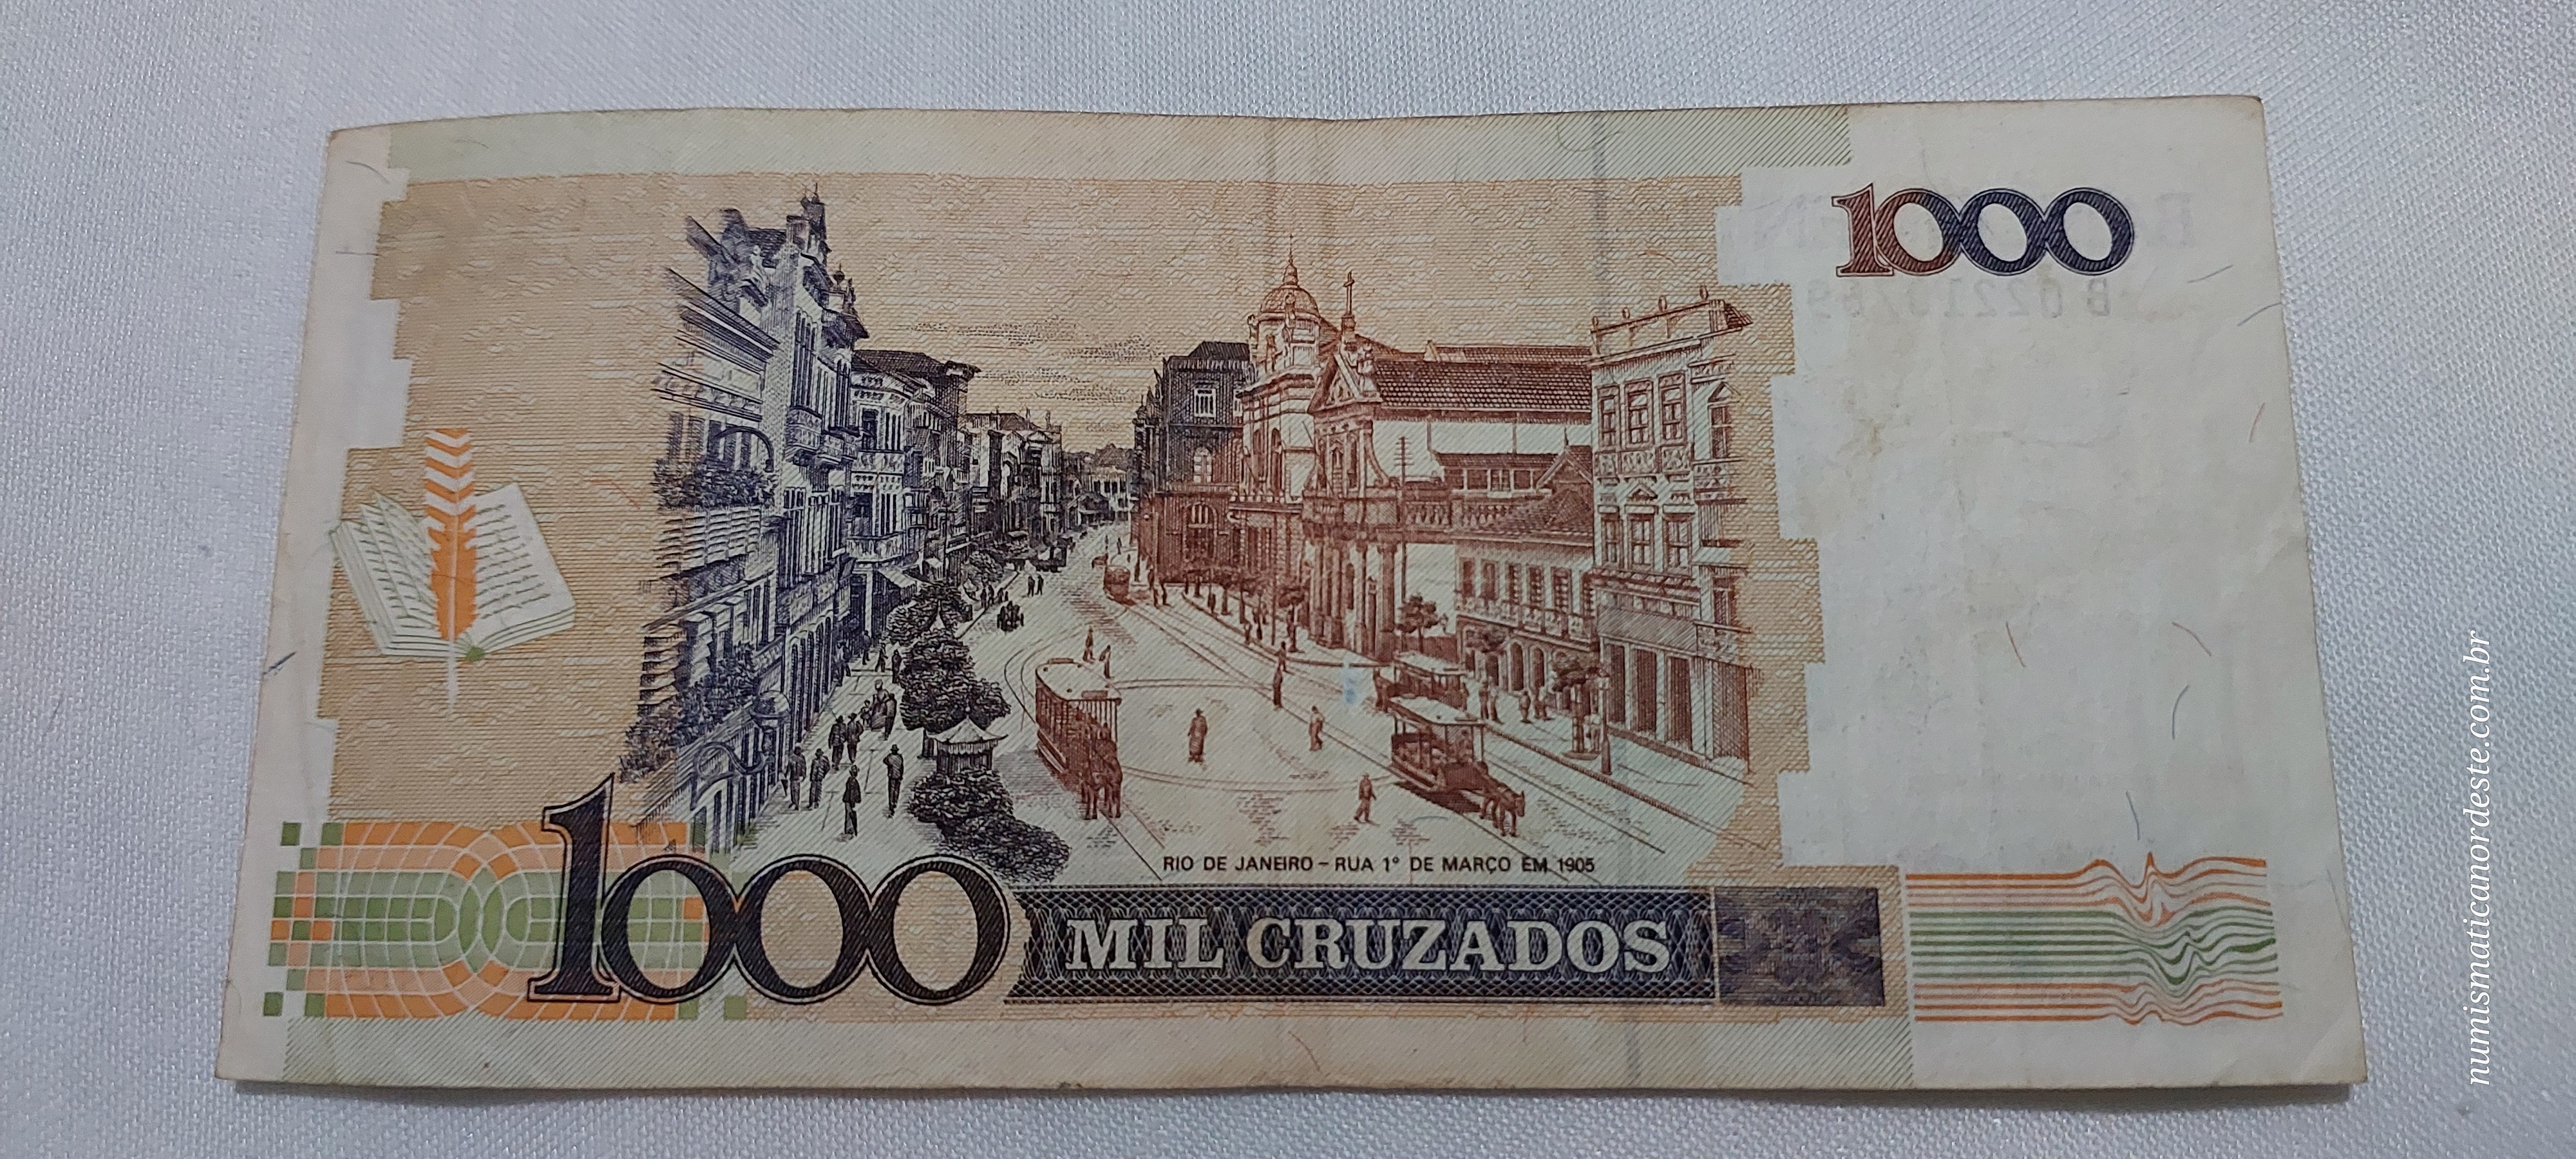 1000
RIO DE JANEIRO – RUA 1º DE MARÇO EM 1905
1000 MIL CRUZADOS
numismaticanordeste.com.br